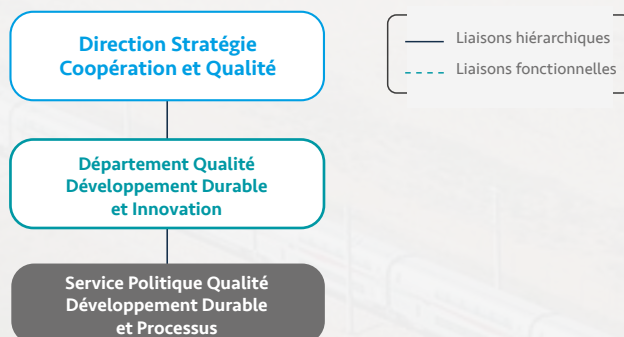 Direction Stratégie
Coopération et Qualité
Liaisons hiérarchiques
Liaisons fonctionnelles
Département Qualité
Développement Durable
et Innovation
Service Politique Qualité
Développement Durable
et Processus